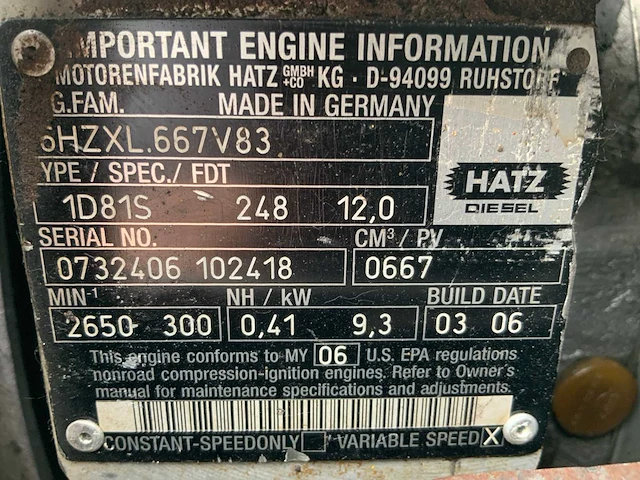 IMPORTANT ENGINE INFORMATION
MOTORENFABRIK HATZ GMBH +CO KG · D-94099 RUHSTORF
G.FAM. MADE IN GERMANY
6HZXL.667V83
YPE / SPEC./ FDT
HATZ
DIESEL
1D81S 248 12,0
SERIAL NO. CM³ / PV
0732406 102418 0667
MIN-¹ NH / kW BUILD DATE
2650- 300 0,41 9,3 03 06
This engine conforms to MY 06 U.S. EPA regulations
nonroad compression-ignition engines. Refer to Owner's
manual for maintenance specifications and adjustments.
CONSTANT-SPEEDONLY / VARIABLE SPEED X